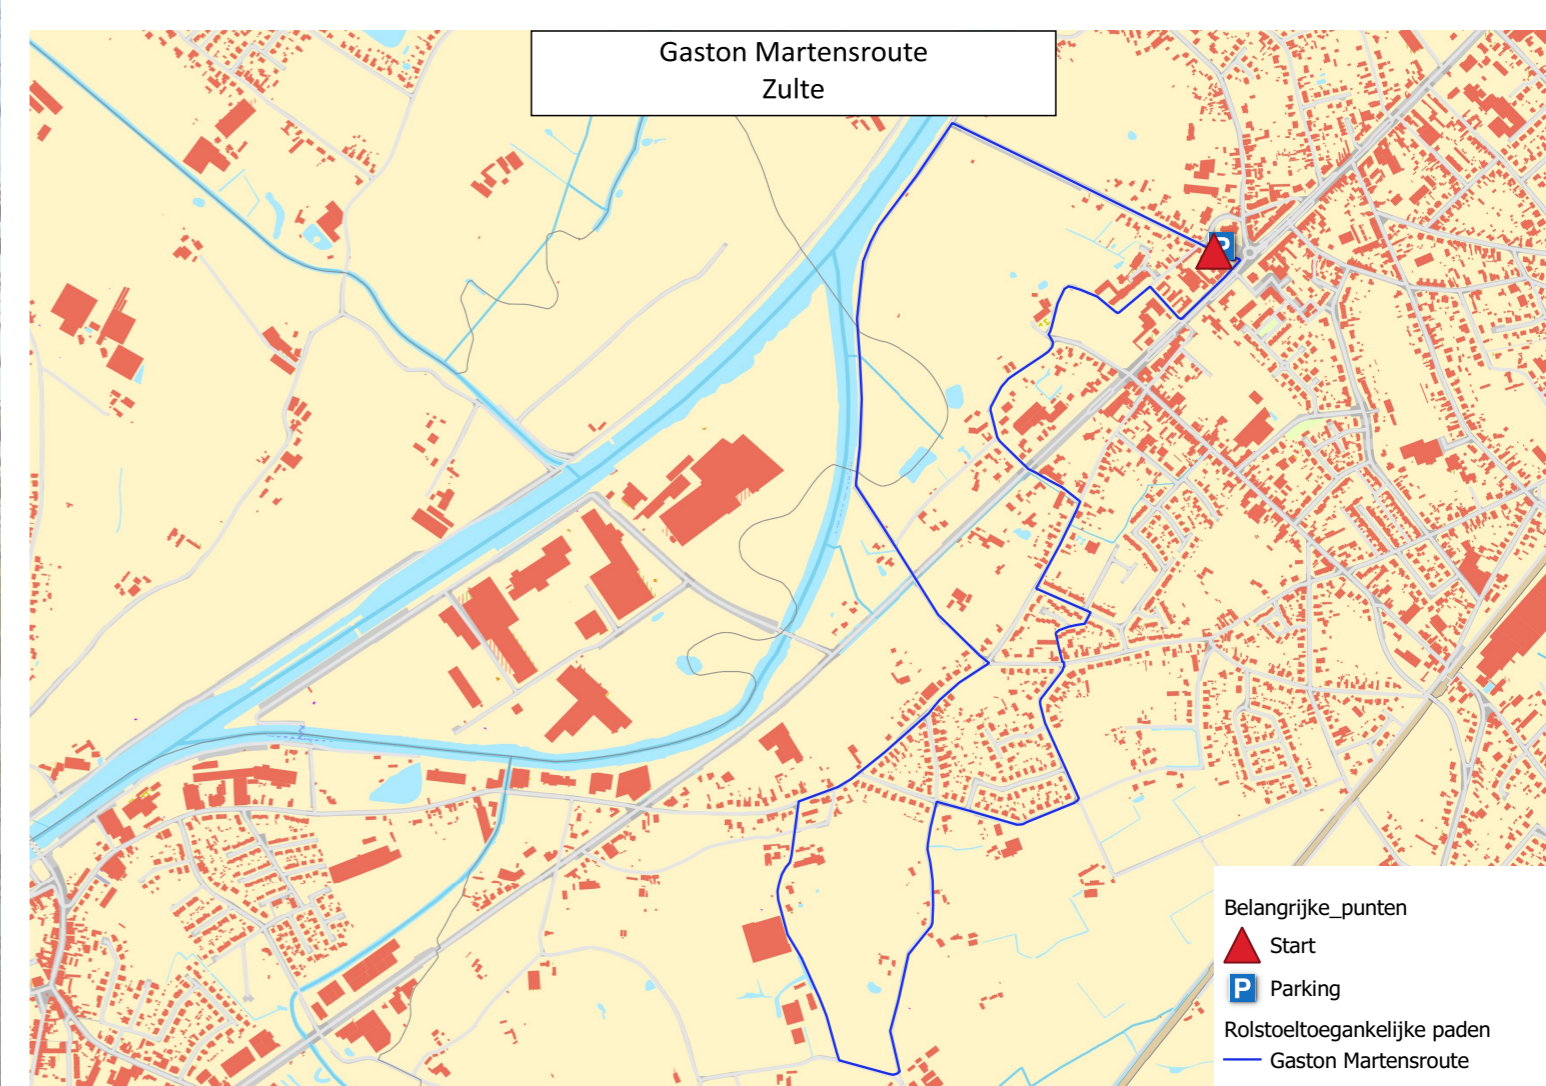 Gaston Martensroute
Zulte
P
Belangrijke_punten
Start
P Parking
Rolstoeltoegankelijke paden
Gaston Martensroute